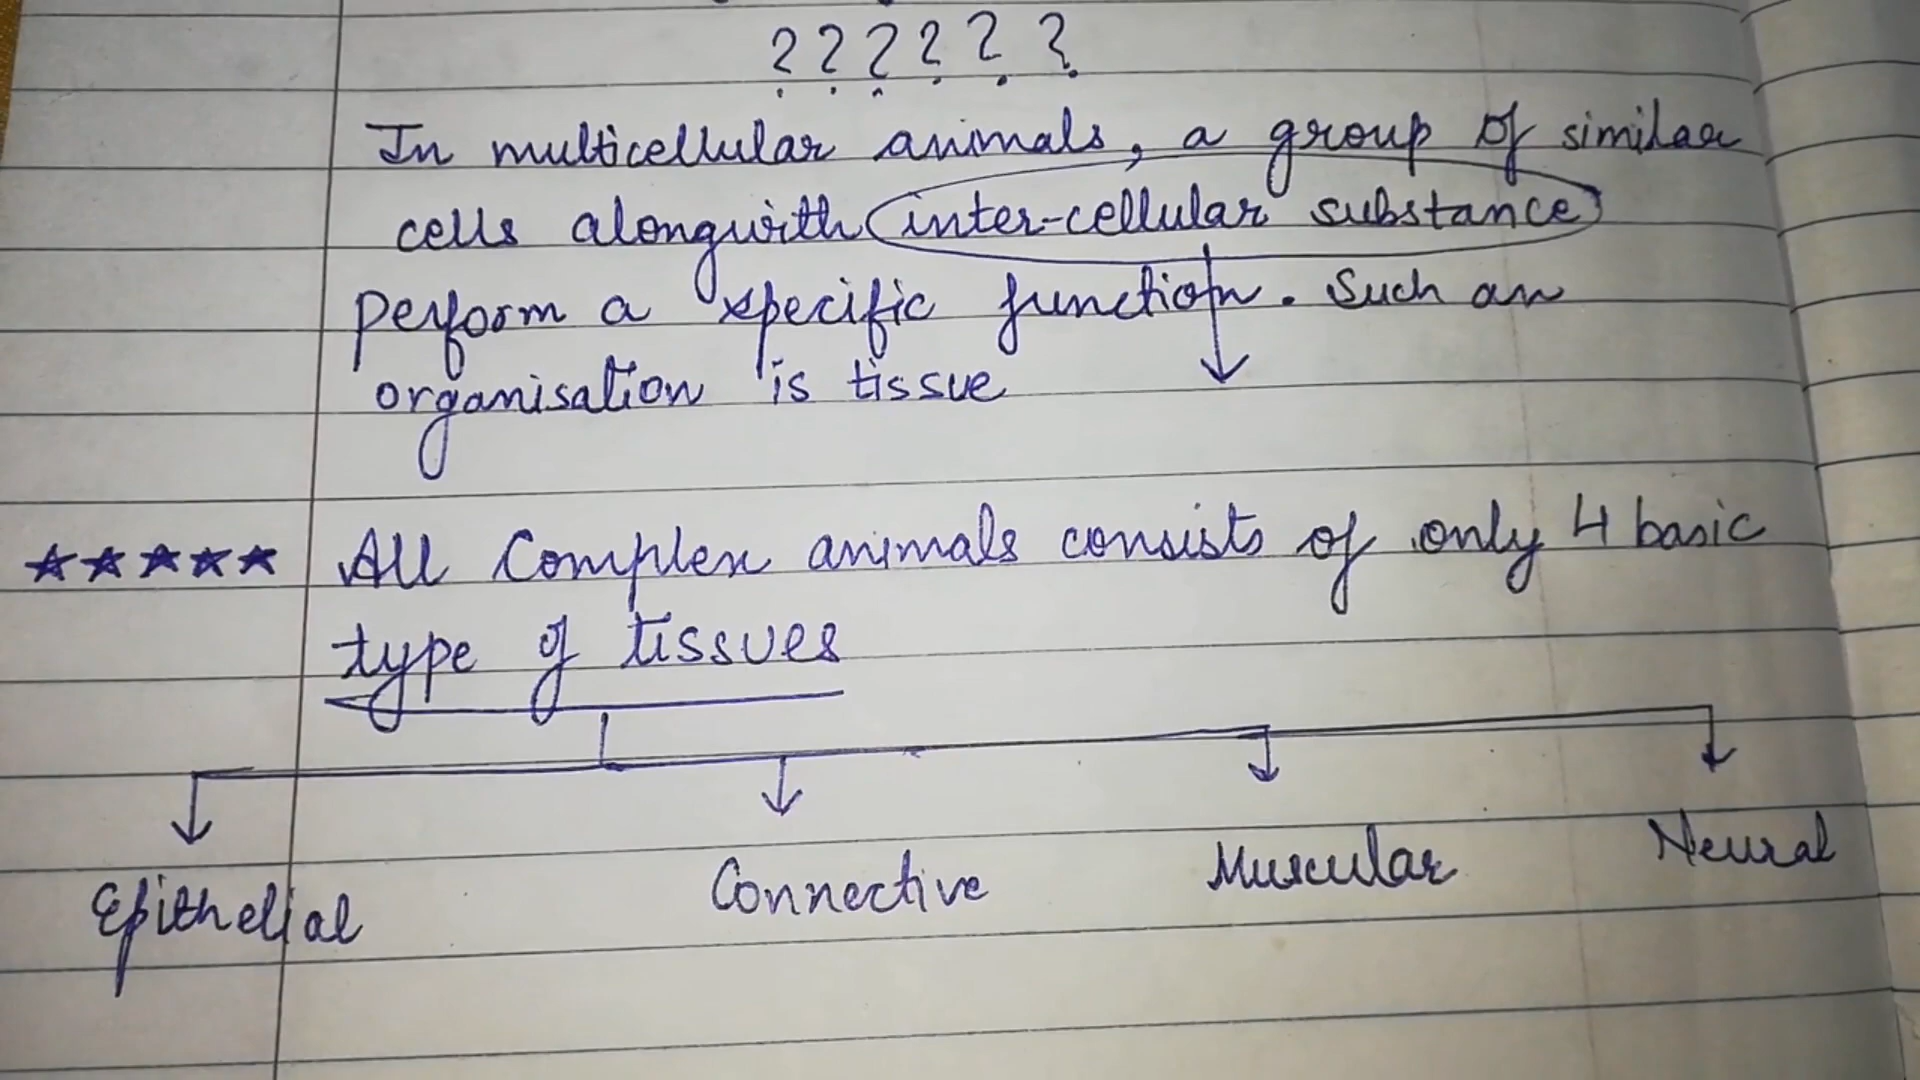 ? ? ? ? ? ?
In multicellular animals, a group of similar
cells alongwith inter-cellular substance
perform a specific function. Such an
organisation is tissue
All Complex animals consists of only 4 basic
type of tissues
Epithelial Connective Muscular Neural